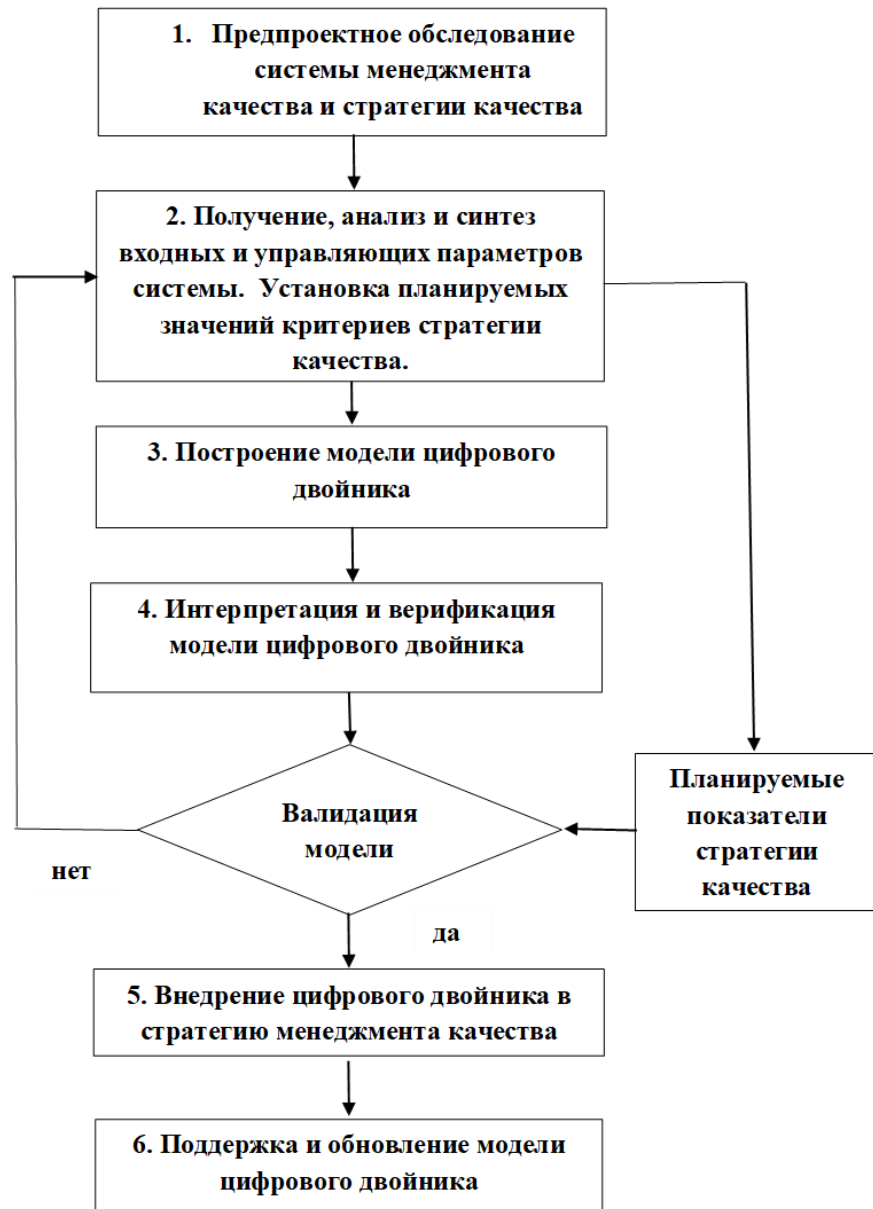 1. Предпроектное обследование
системы менеджмента
качества и стратегии качества
2. Получение, анализ и синтез
входных и управляющих параметров
системы. Установка планируемых
значений критериев стратегии
качества.
3. Построение модели цифрового
двойника
4. Интерпретация и верификация
модели цифрового двойника
Валидация
модели
Планируемые
показатели
стратегии
качества
нет
да
5. Внедрение цифрового двойника в
стратегию менеджмента качества
6. Поддержка и обновление модели
цифрового двойника